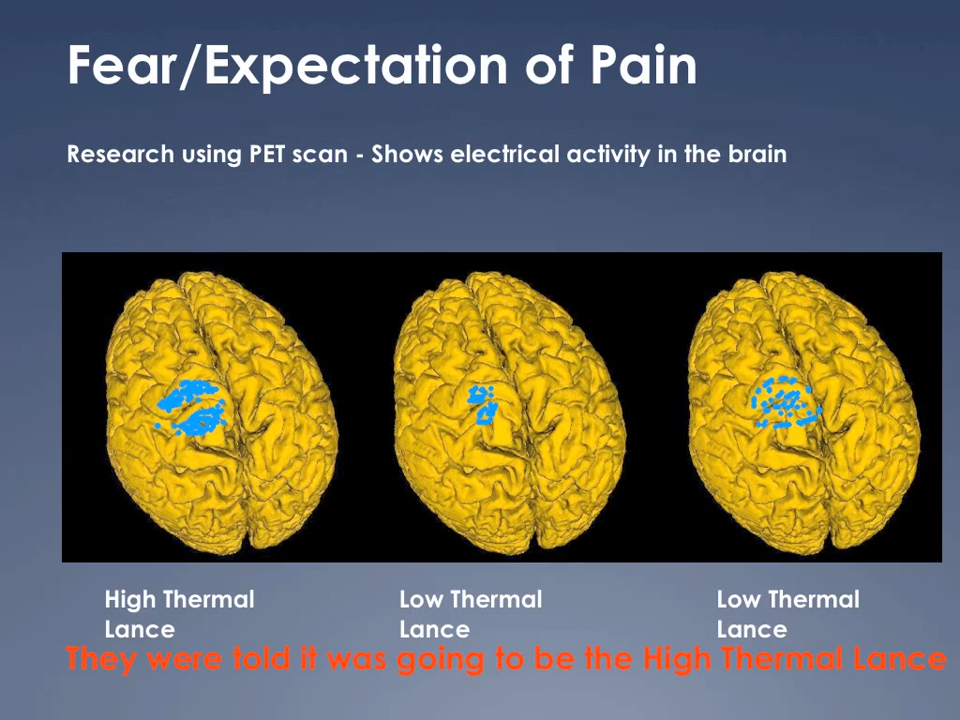 Fear/Expectation of Pain
Research using PET scan - Shows electrical activity in the brain
High Thermal
Lance
Low Thermal
Lance
Low Thermal
Lance
They were told it was going to be the High Thermal Lance